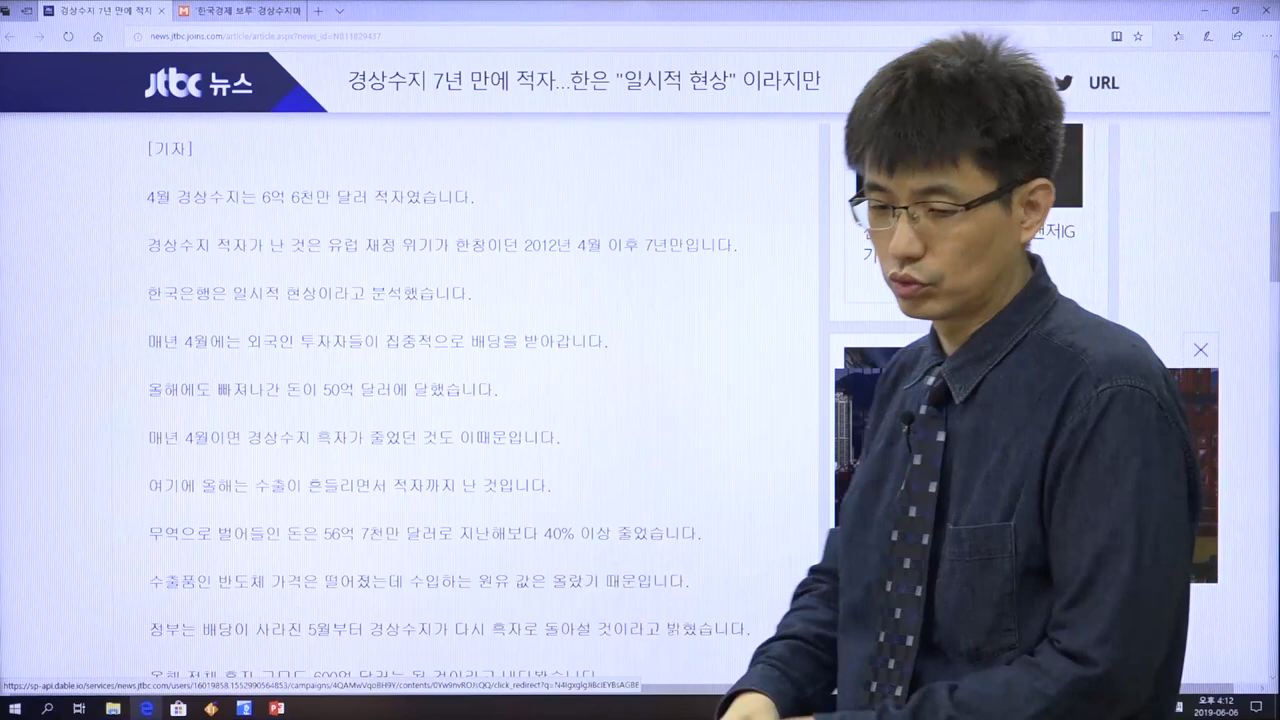 경상수지 7년 만에 적지
'한국경제 보루' 경상수지마
news.jtbc.joins.com/article/article.aspx?news_id=NB11829437
jtbc 뉴스
경상수지 7년 만에 적자...한은 "일시적 현상" 이라지만
URL
[기자]
4월 경상수지는 6억 6천만 달러 적자였습니다.
경상수지 적자가 난 것은 유럽 재정 위기가 한창이던 2012년 4월 이후 7년만입니다.
한국은행은 일시적 현상이라고 분석했습니다.
매년 4월에는 외국인 투자자들이 집중적으로 배당을 받아갑니다.
올해에도 빠져나간 돈이 50억 달러에 달했습니다.
매년 4월이면 경상수지 흑자가 줄었던 것도 이때문입니다.
여기에 올해는 수출이 흔들리면서 적자까지 난 것입니다.
무역으로 벌어들인 돈은 56억 7천만 달러로 지난해보다 40% 이상 줄었습니다.
수출품인 반도체 가격은 떨어졌는데 수입하는 원유 값은 올랐기 때문입니다.
정부는 배당이 사라진 5월부터 경상수지가 다시 흑자로 돌아설 것이라고 밝혔습니다.
오후 4:12
2019-06-06